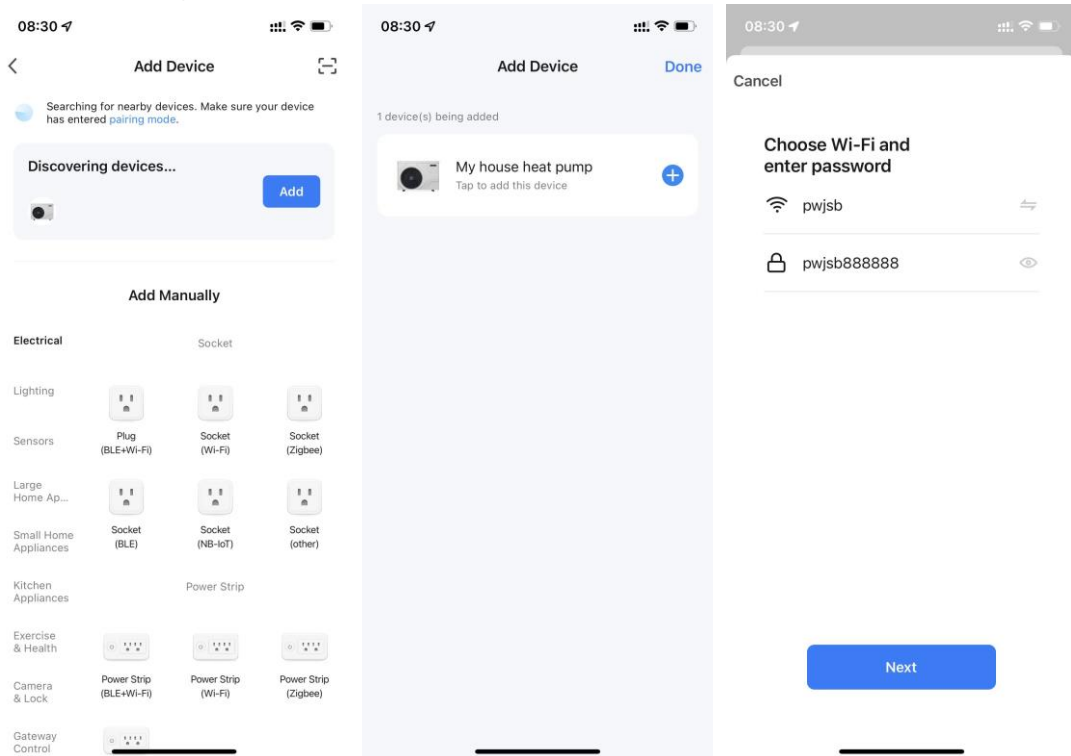 08:30
Add Device
Searching for nearby devices. Make sure your device
has entered pairing mode.
Discovering devices...
Add
Add Manually
Electrical
Socket
Lighting
Plug
(BLE+Wi-Fi)
Socket
(Wi-Fi)
Socket
(Zigbee)
Sensors
Large
Home Ap...
Socket
(BLE)
Socket
(NB-IoT)
Socket
(other)
Small Home
Appliances
Kitchen
Appliances
Power Strip
Exercise
& Health
Power Strip
(BLE+Wi-Fi)
Power Strip
(Wi-Fi)
Power Strip
(Zigbee)
Camera
& Lock
Gateway
Control
08:30
Add Device
Done
1 device(s) being added
My house heat pump
Tap to add this device
08:30
Cancel
Choose Wi-Fi and
enter password
pwjsb
pwjsb888888
Next